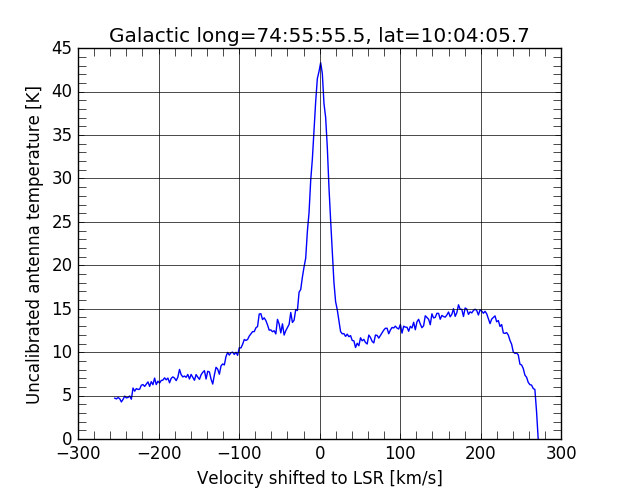 Galactic long=74:55:55.5, lat=10:04:05.7
45
40
35
30
25
20
15
10
5
0
Uncalibrated antenna temperature [K]
−300 −200 −100 0 100 200 300
Velocity shifted to LSR [km/s]